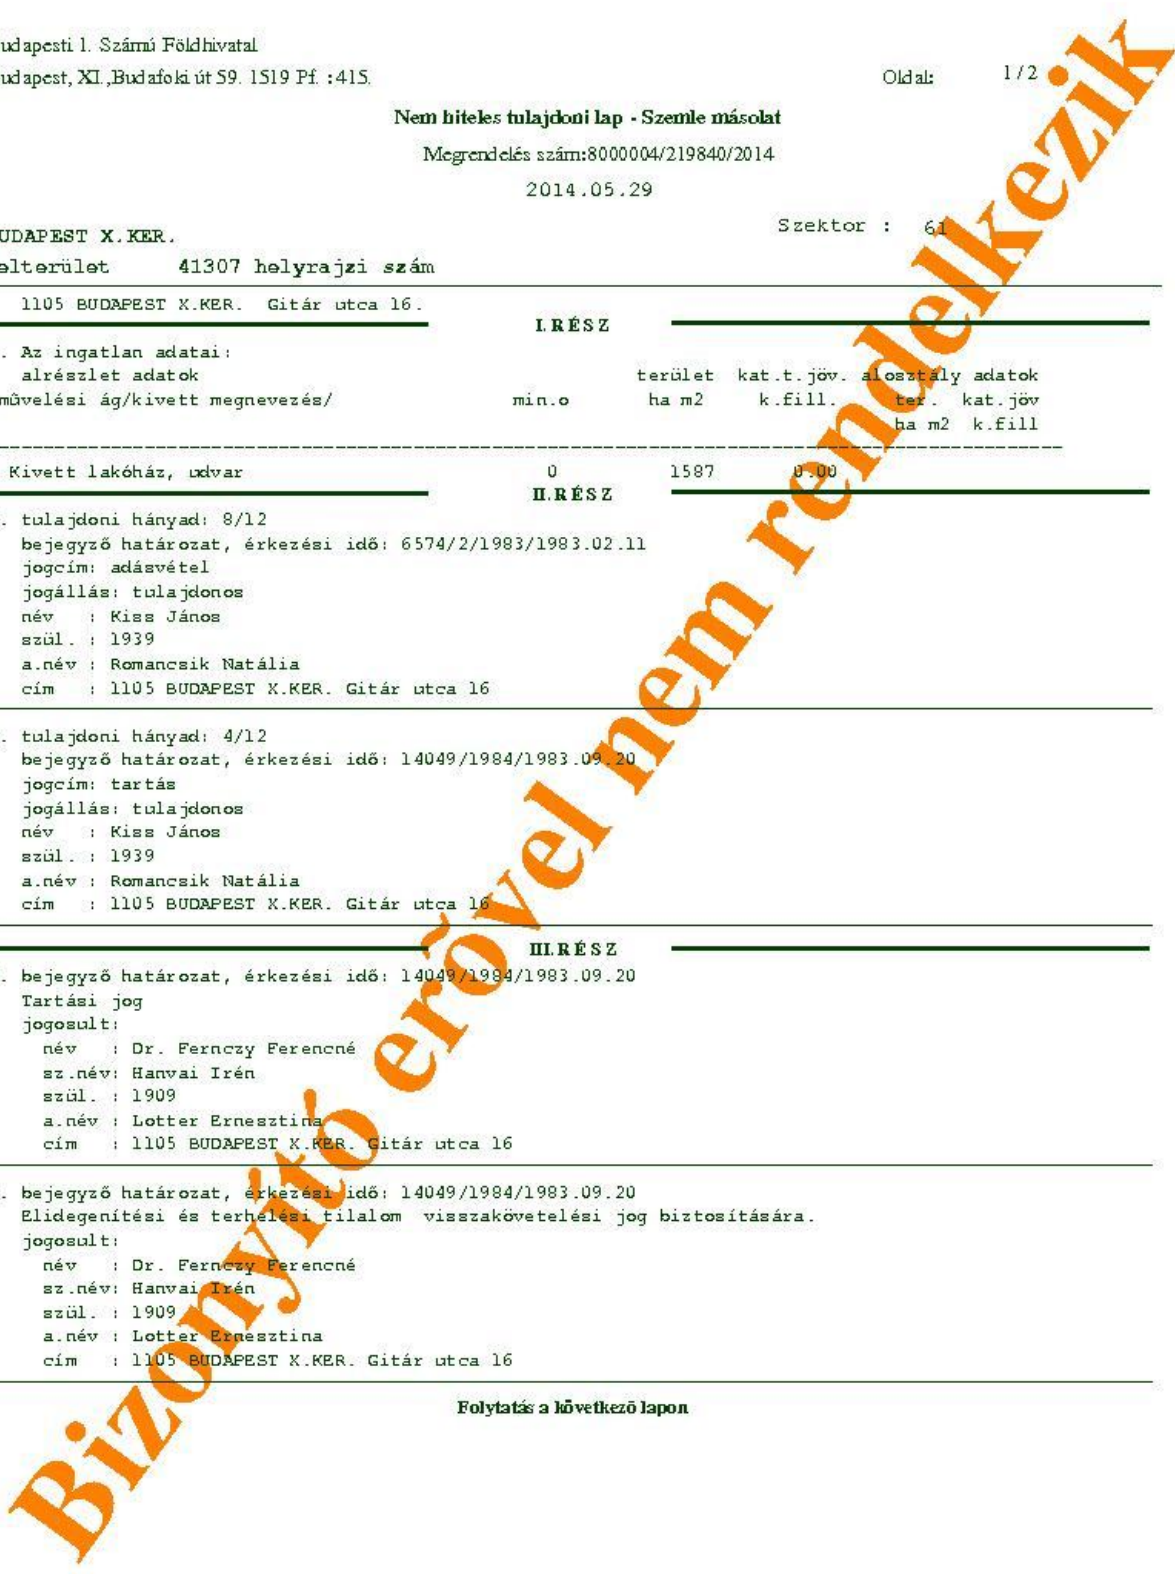 udapesti 1. Számú Földhivatal
udapest, XI.,Budafoki út 59. 1519 Pf. :415.
Oldal: 1 / 2
Nem hiteles tulajdoni lap - Szemle másolat
Megrendelés szám:8000004/219840/2014
2014.05.29
Szektor : 61
UDAPEST X.KER.
elterület 41307 helyrajzi szám
1105 BUDAPEST X.KER. Gitár utca 16.
I.RÉSZ
. Az ingatlan adatai:
alrészlet adatok terület kat.t.jöv. alosztály adatok
művelési ág/kivett megnevezés/ min.o ha m2 k.fill. ter. kat.jöv
ha m2 k.fill
Kivett lakóház, udvar 0 1587 0.00
II.RÉSZ
. tulajdoni hányad: 8/12
bejegyző határozat, érkezési idő: 6574/2/1983/1983.02.11
jogcím: adásvétel
jogállás: tulajdonos
név : Kiss János
szül. : 1939
a.név : Romancsik Natália
cím : 1105 BUDAPEST X.KER. Gitár utca 16
. tulajdoni hányad: 4/12
bejegyző határozat, érkezési idő: 14049/1984/1983.09.20
jogcím: tartás
jogállás: tulajdonos
név : Kiss János
szül. : 1939
a.név : Romancsik Natália
cím : 1105 BUDAPEST X.KER. Gitár utca 16
III.RÉSZ
. bejegyző határozat, érkezési idő: 14049/1984/1983.09.20
Tartási jog
jogosult:
név : Dr. Fernczy Ferencné
sz.név: Hanvai Irén
szül. : 1909
a.név : Lotter Ernesztina
cím : 1105 BUDAPEST X.KER. Gitár utca 16
. bejegyző határozat, érkezési idő: 14049/1984/1983.09.20
Elidegenítési és terhelési tilalom visszakövetelési jog biztosítására.
jogosult:
név : Dr. Fernczy Ferencné
sz.név: Hanvai Irén
szül. : 1909
a.név : Lotter Ernesztina
cím : 1105 BUDAPEST X.KER. Gitár utca 16
Folytatás a következõ lapon
Bizonyító erõvel nem rendelkezik